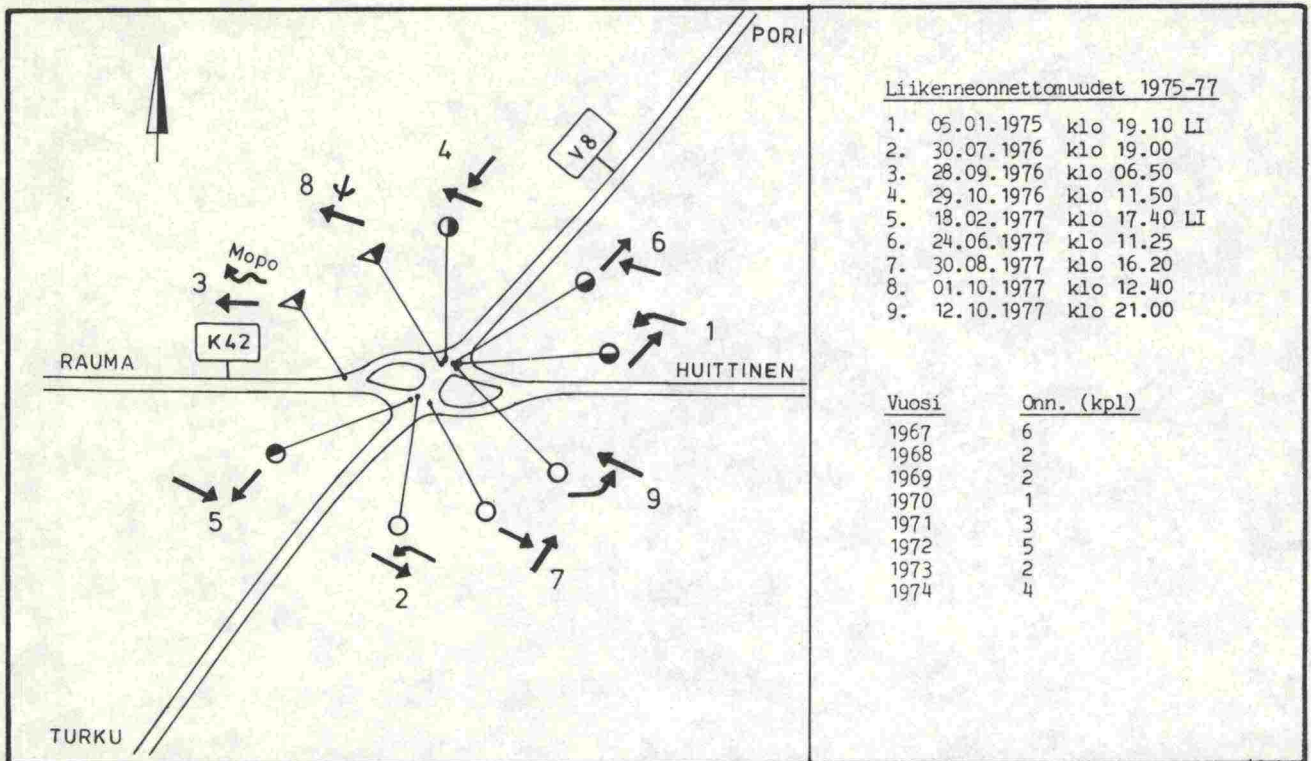 PORI
V8
4
8
6
Mopo
3
1
K42
RAUMA
HUITTINEN
9
5
7
2
TURKU
Liikenneonnettomuudet 1975-77
1. 05.01.1975 klo 19.10 LI
2. 30.07.1976 klo 19.00
3. 28.09.1976 klo 06.50
4. 29.10.1976 klo 11.50
5. 18.02.1977 klo 17.40 LI
6. 24.06.1977 klo 11.25
7. 30.08.1977 klo 16.20
8. 01.10.1977 klo 12.40
9. 12.10.1977 klo 21.00
Vuosi Onn. (kpl)
1967 6
1968 2
1969 2
1970 1
1971 3
1972 5
1973 2
1974 4